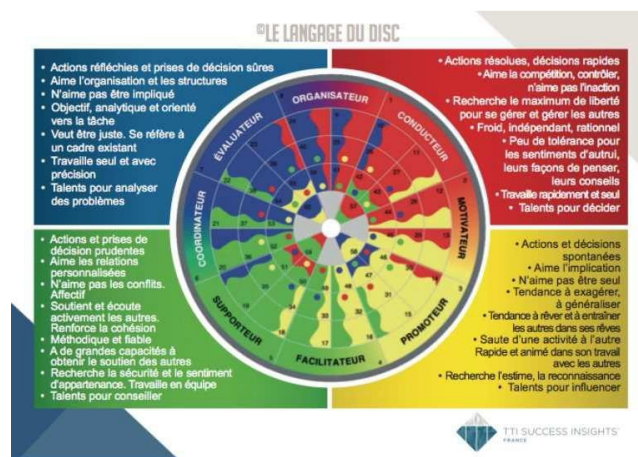 ©LE LANGAGE DU DISC
• Actions réfléchies et prises de décision sûres
• Aime l'organisation et les structures
• N'aime pas être impliqué
• Objectif, analytique et orienté
vers la tâche
• Veut être juste. Se réfère à
un cadre existant
• Travaille seul et avec
précision
• Talents pour analyser
des problèmes
• Actions résolues, décisions rapides
• Aime la compétition, contrôler,
n'aime pas l'inaction
• Recherche le maximum de liberté
pour se gérer et gérer les autres
• Froid, indépendant, rationnel
• Peu de tolérance pour
les sentiments d'autrui,
leurs façons de penser,
leurs conseils
• Travaille rapidement et seul
• Talents pour décider
ORGANISATEUR
CONDUCTEUR
MOTIVATEUR
PROMOTEUR
FACILITATEUR
SUPPORTEUR
COORDINATEUR
ÉVALUATEUR
• Actions et prises de
décision prudentes
• Aime les relations
personnalisées
• N'aime pas les conflits.
Affectif
• Soutient et écoute
activement les autres.
Renforce la cohésion
• Méthodique et fiable
• A de grandes capacités à
obtenir le soutien des autres
• Recherche la sécurité et le sentiment
d'appartenance. Travaille en équipe
• Talents pour conseiller
• Actions et décisions
spontanées
• Aime l'implication
• N'aime pas être seul
• Tendance à exagérer,
à généraliser
• Tendance à rêver et à entraîner
les autres dans ses rêves
• Saute d'une activité à l'autre
Rapide et animé dans son travail
avec les autres
• Recherche l'estime, la reconnaissance
• Talents pour influencer
TTI SUCCESS INSIGHTS
FRANCE